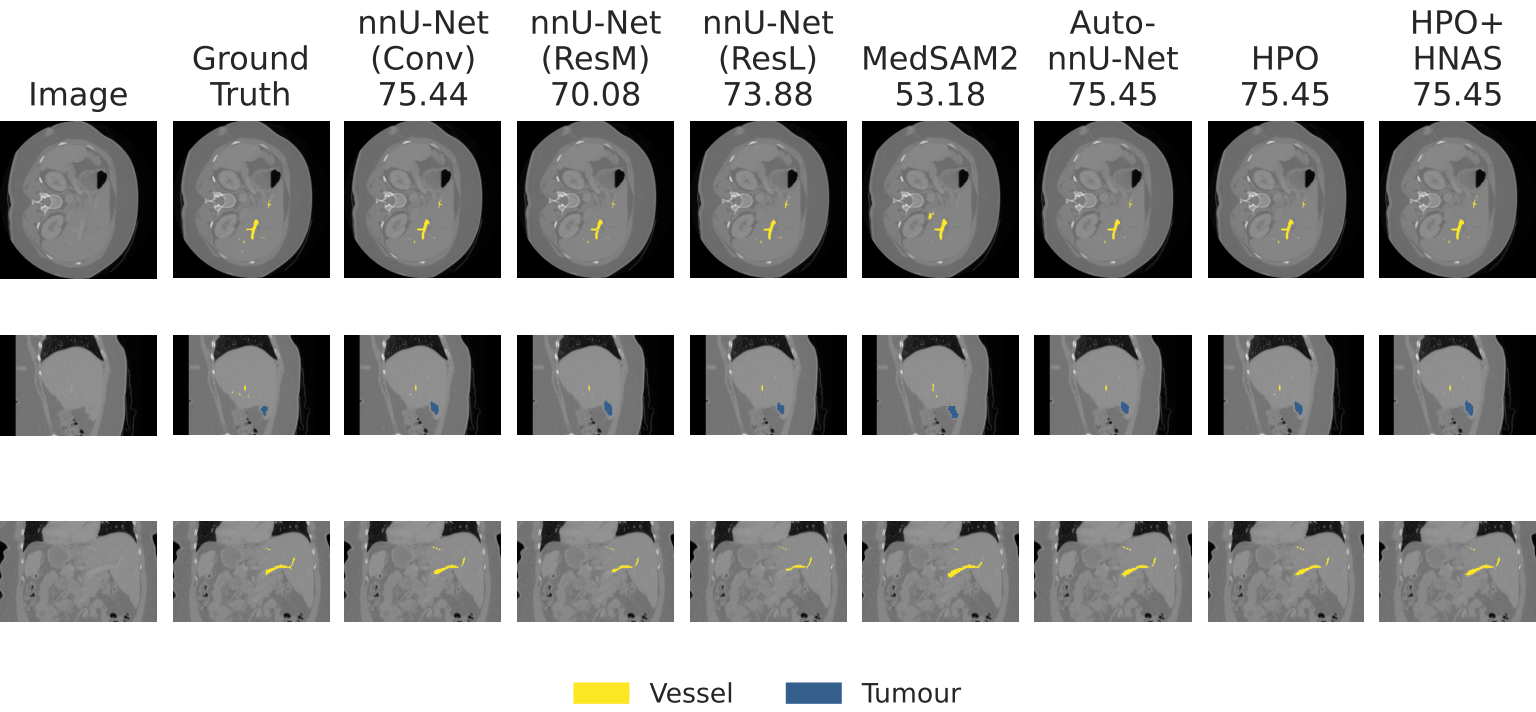 Image
Ground
Truth
nnU-Net
(Conv)
75.44
nnU-Net
(ResM)
70.08
nnU-Net
(ResL)
73.88
MedSAM2
53.18
Auto-
nnU-Net
75.45
HPO
75.45
HPO+
HNAS
75.45
Vessel
Tumour